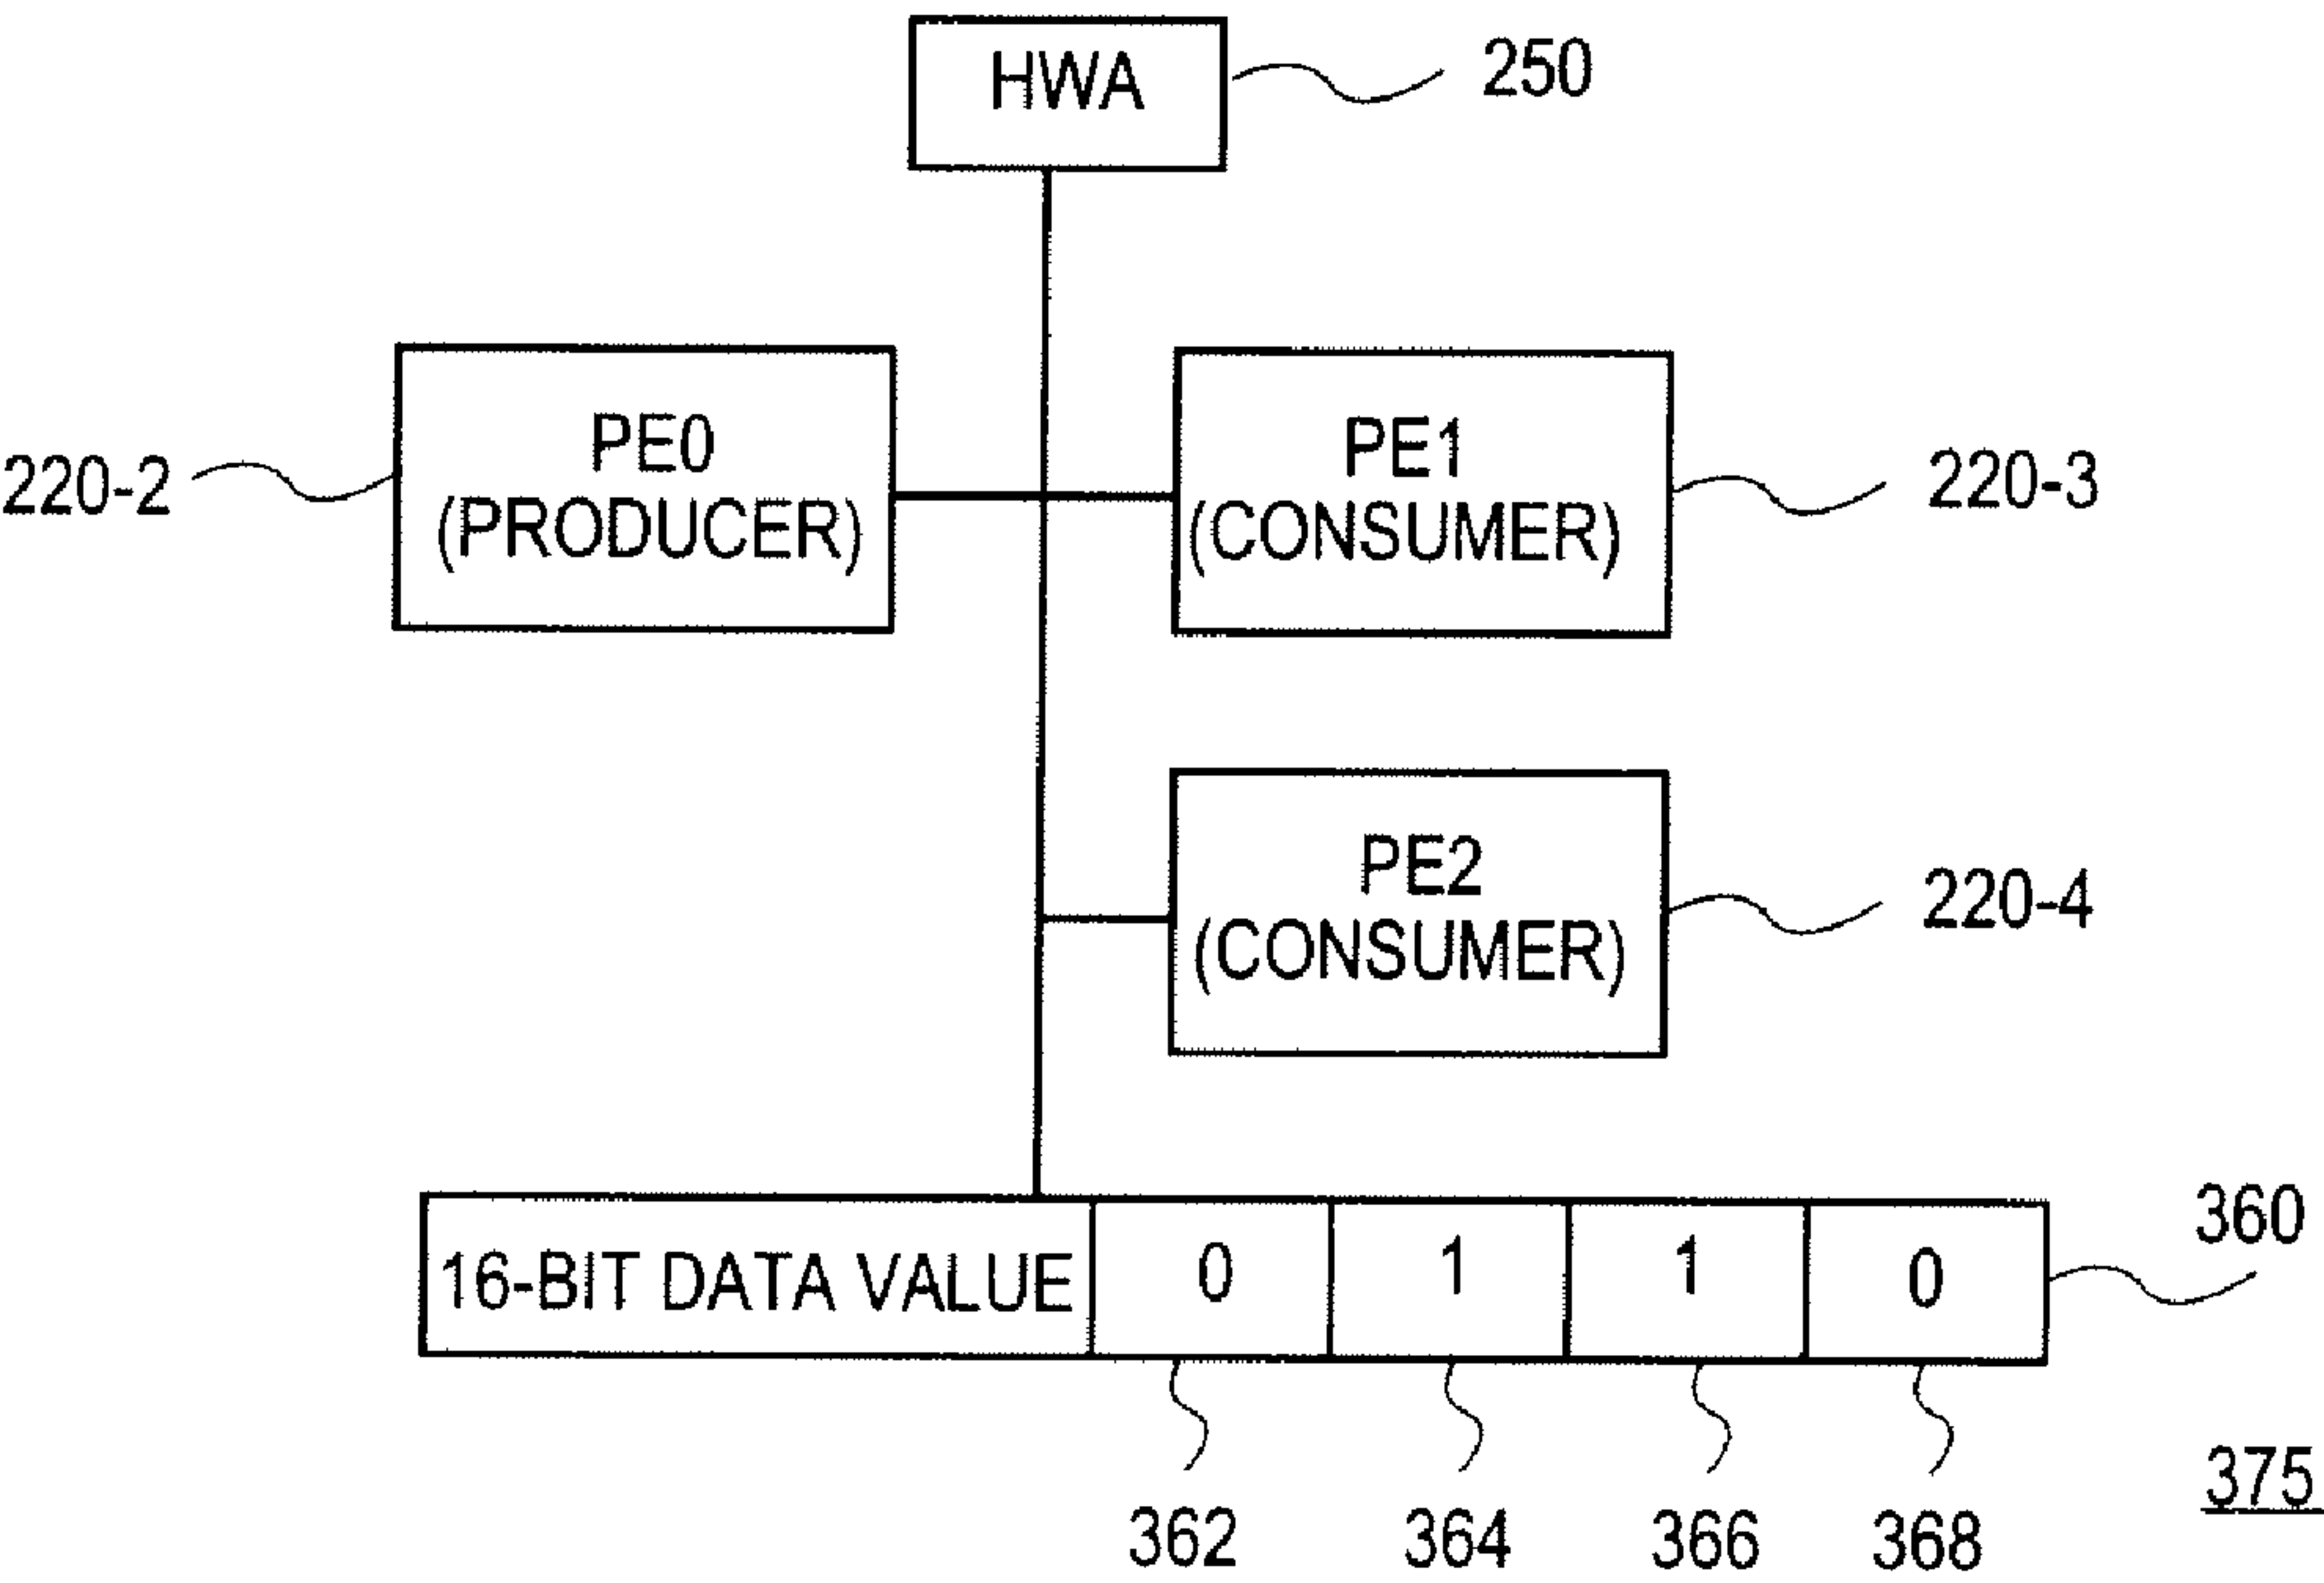 HWA
250
PE0
(PRODUCER)
220-2
PE1
(CONSUMER)
220-3
PE2
(CONSUMER)
220-4
16-BIT DATA VALUE 0 1 1 0
360
362 364 366 368
375